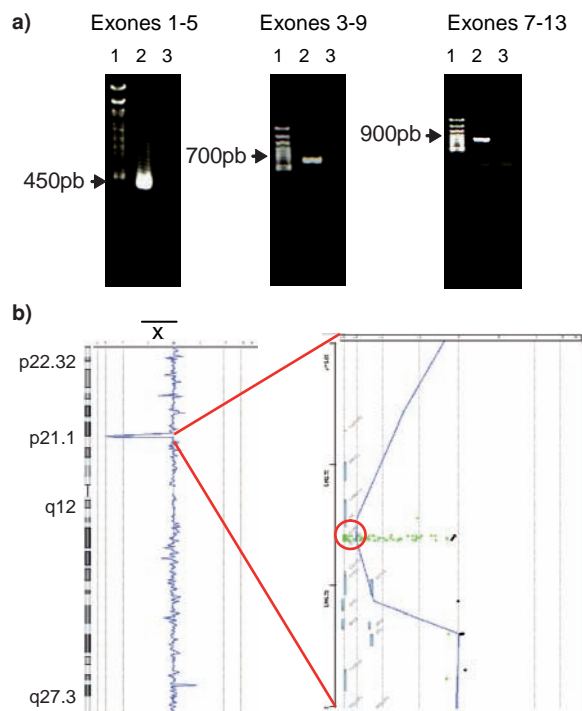 a) Exones 1-5 Exones 3-9 Exones 7-13
1 2 3 1 2 3 1 2 3
900pb
700pb
450pb
b)
X
p22.32
p21.1
q12
q27.3